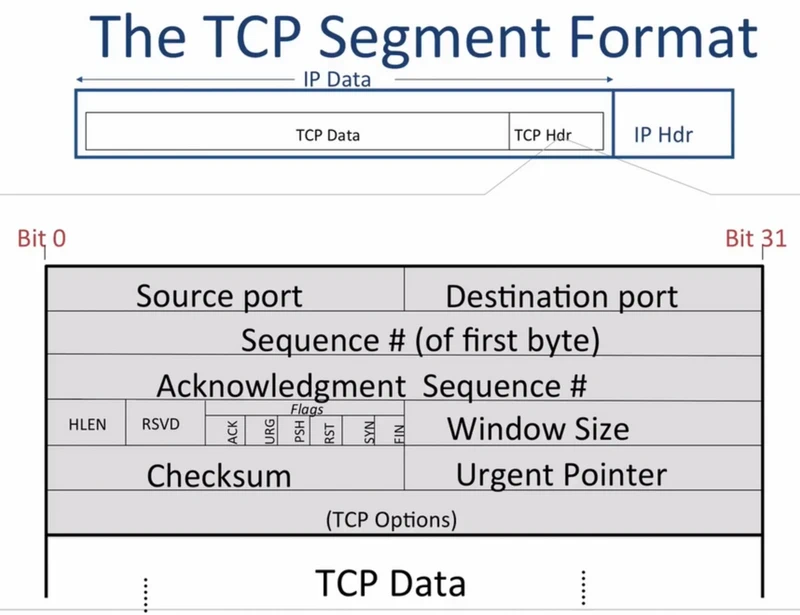 The TCP Segment Format
IP Data
TCP Data
TCP Hdr
IP Hdr
Bit 0
Bit 31
Source port
Destination port
Sequence # (of first byte)
Acknowledgment Sequence #
HLEN
RSVD
Flags
ACK
URG
PSH
RST
SYN
FIN
Window Size
Checksum
Urgent Pointer
(TCP Options)
TCP Data